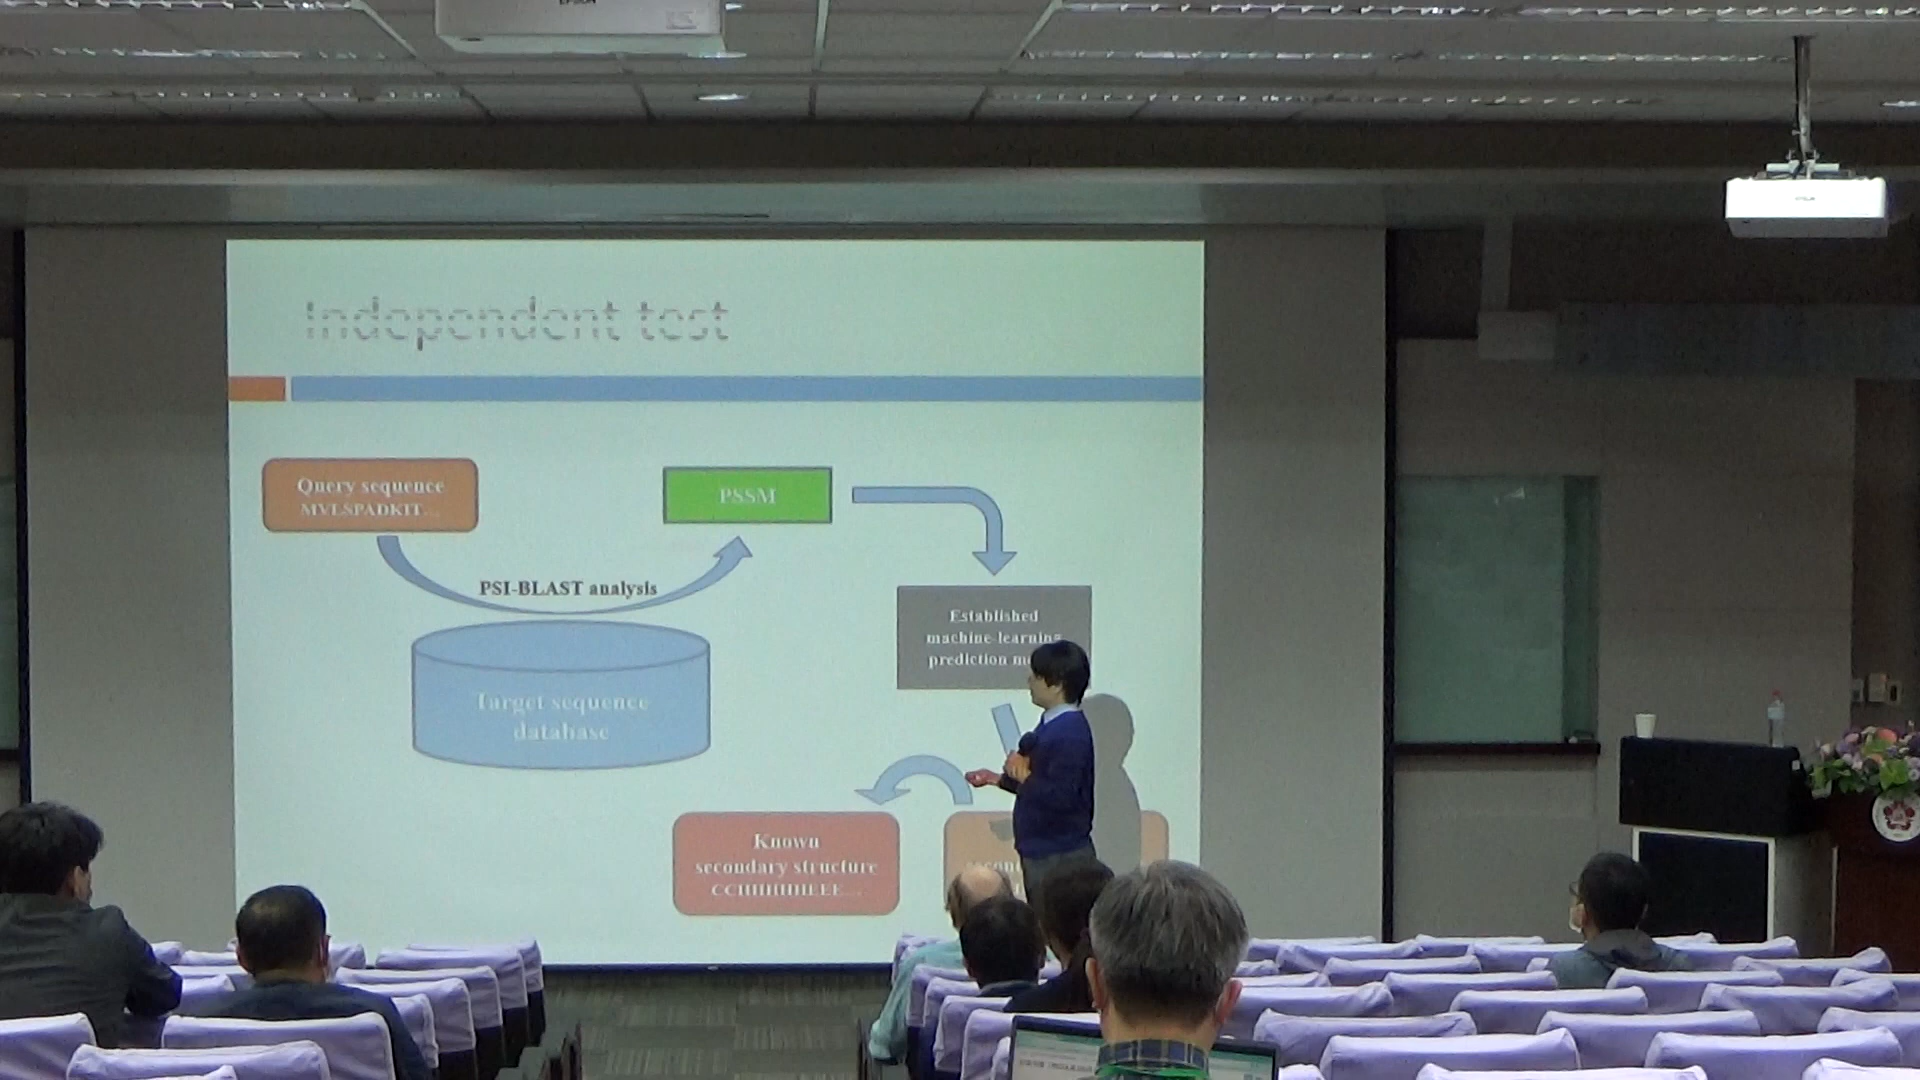 EPSON
Independent test
Query sequence
MVLSPADKIT...
PSSM
PSI-BLAST analysis
Established
machine-learning
prediction
Target sequence
database
Known
secondary structure